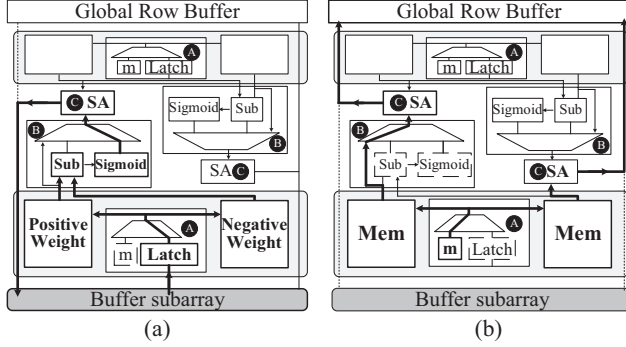 Global Row Buffer
A
m
Latch
C SA
Sigmoid
Sub
B
B
Sub
Sigmoid
SA C
Positive
Weight
A
m
Latch
Negative
Weight
Buffer subarray
(a)
Global Row Buffer
A
m
Latch
C SA
Sigmoid
Sub
B
B
Sub
Sigmoid
C SA
Mem
A
m
Latch
Mem
Buffer subarray
(b)